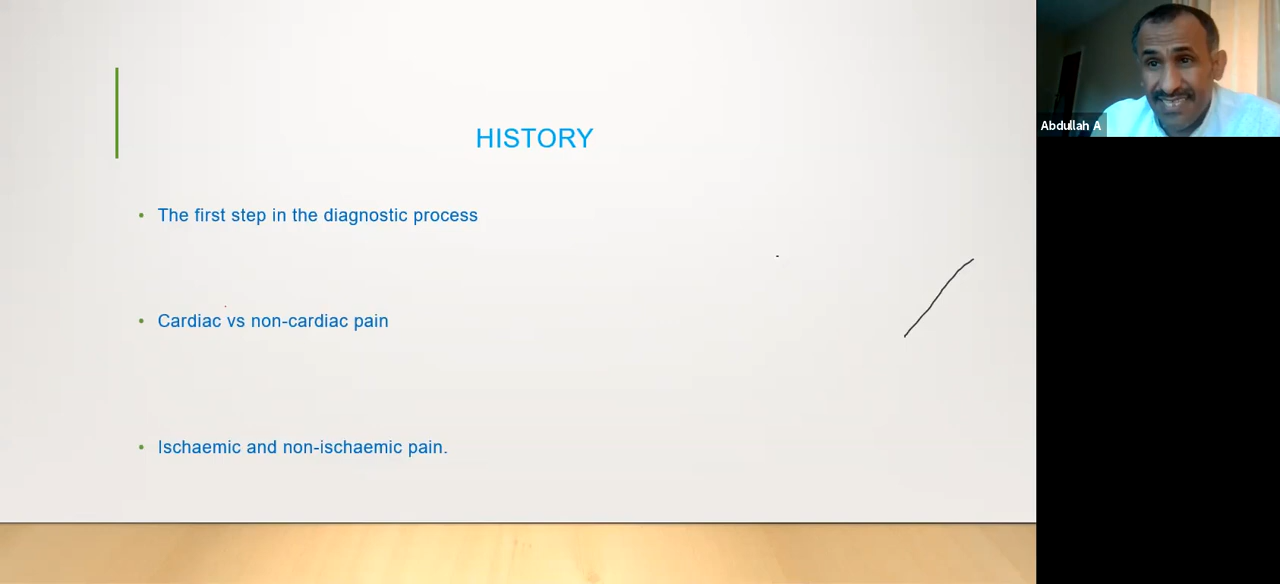 HISTORY
The first step in the diagnostic process
Cardiac vs non-cardiac pain
Ischaemic and non-ischaemic pain.
Abdullah A